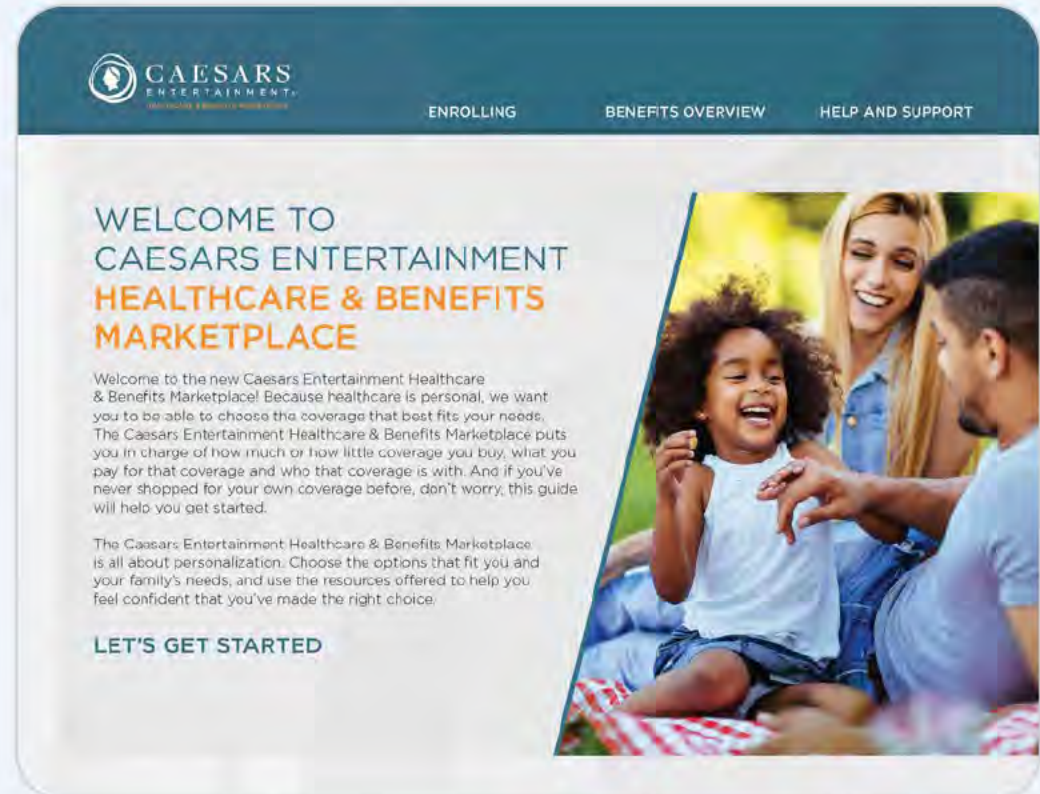 CAESARS
ENTERTAINMENT
ENROLLING
BENEFITS OVERVIEW
HELP AND SUPPORT
WELCOME TO
CAESARS ENTERTAINMENT
HEALTHCARE & BENEFITS
MARKETPLACE
Welcome to the new Caesars Entertainment Healthcare
& Benefits Marketplace! Because healthcare is personal, we want
you to be able to choose the coverage that best fits your needs.
The Caesars Entertainment Healthcare & Benefits Marketplace puts
you in charge of how much or how little coverage you buy, what you
pay for that coverage and who that coverage is with. And if you've
never shopped for your own coverage before, don't worry, this guide
will help you get started.
The Caesars Entertainment Healthcare & Benefits Marketplace
is all about personalization. Choose the options that fit you and
your family's needs, and use the resources offered to help you
feel confident that you've made the right choice.
LET'S GET STARTED